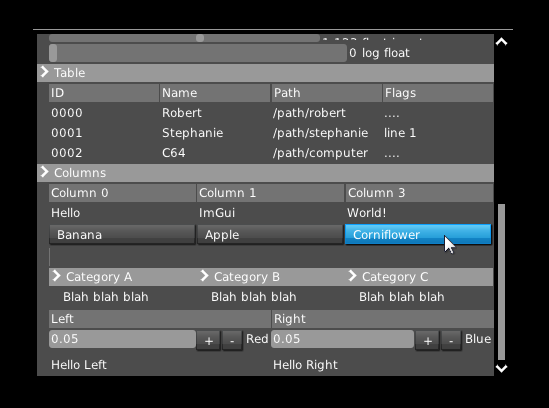 0 log float
Table
ID Name Path Flags
0000 Robert /path/robert ....
0001 Stephanie /path/stephanie line 1
0002 C64 /path/computer ....
Columns
Column 0 Column 1 Column 3
Hello ImGui World!
Banana Apple Corniflower
Category A Category B Category C
Blah blah blah Blah blah blah Blah blah blah
Left Right
0.05 + - Red 0.05 + - Blue
Hello Left Hello Right